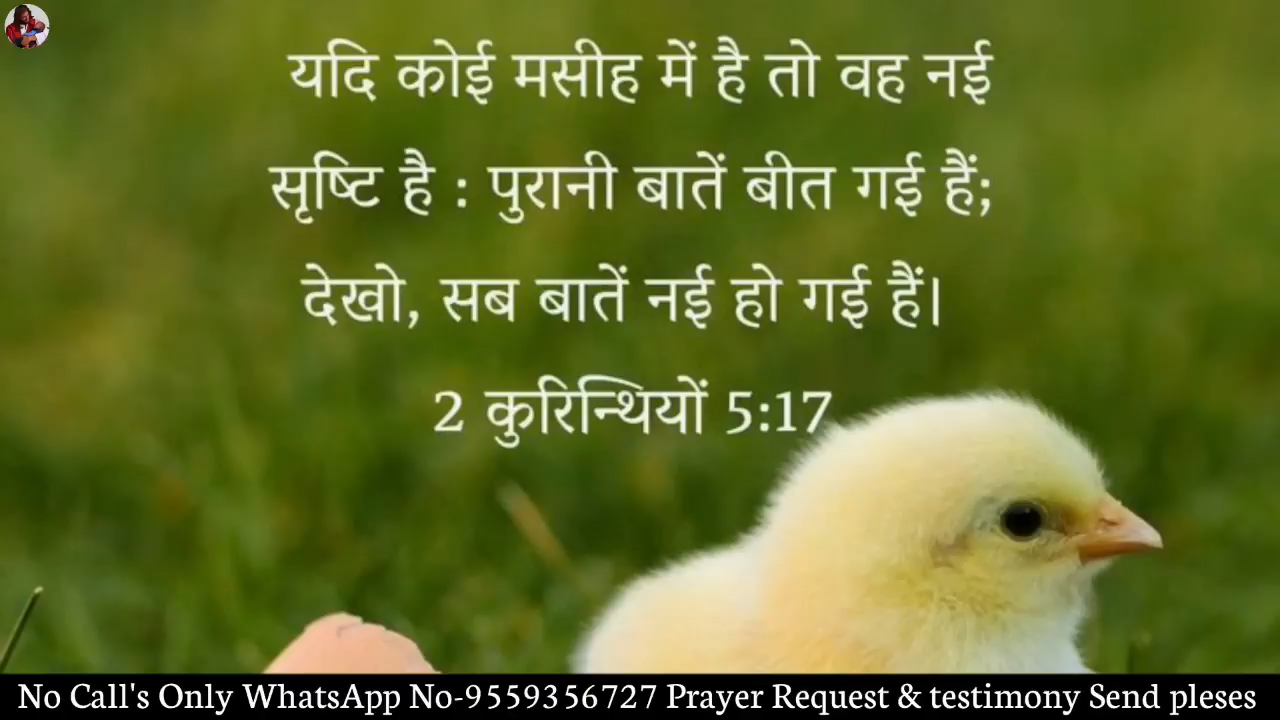 यदि कोई मसीह में है तो वह नई
सृष्टि है : पुरानी बातें बीत गई हैं;
देखो, सब बातें नई हो गई हैं।
2 कुरिन्थियों 5:17
No Call's Only WhatsApp No-9559356727 Prayer Request & testimony Send pleses